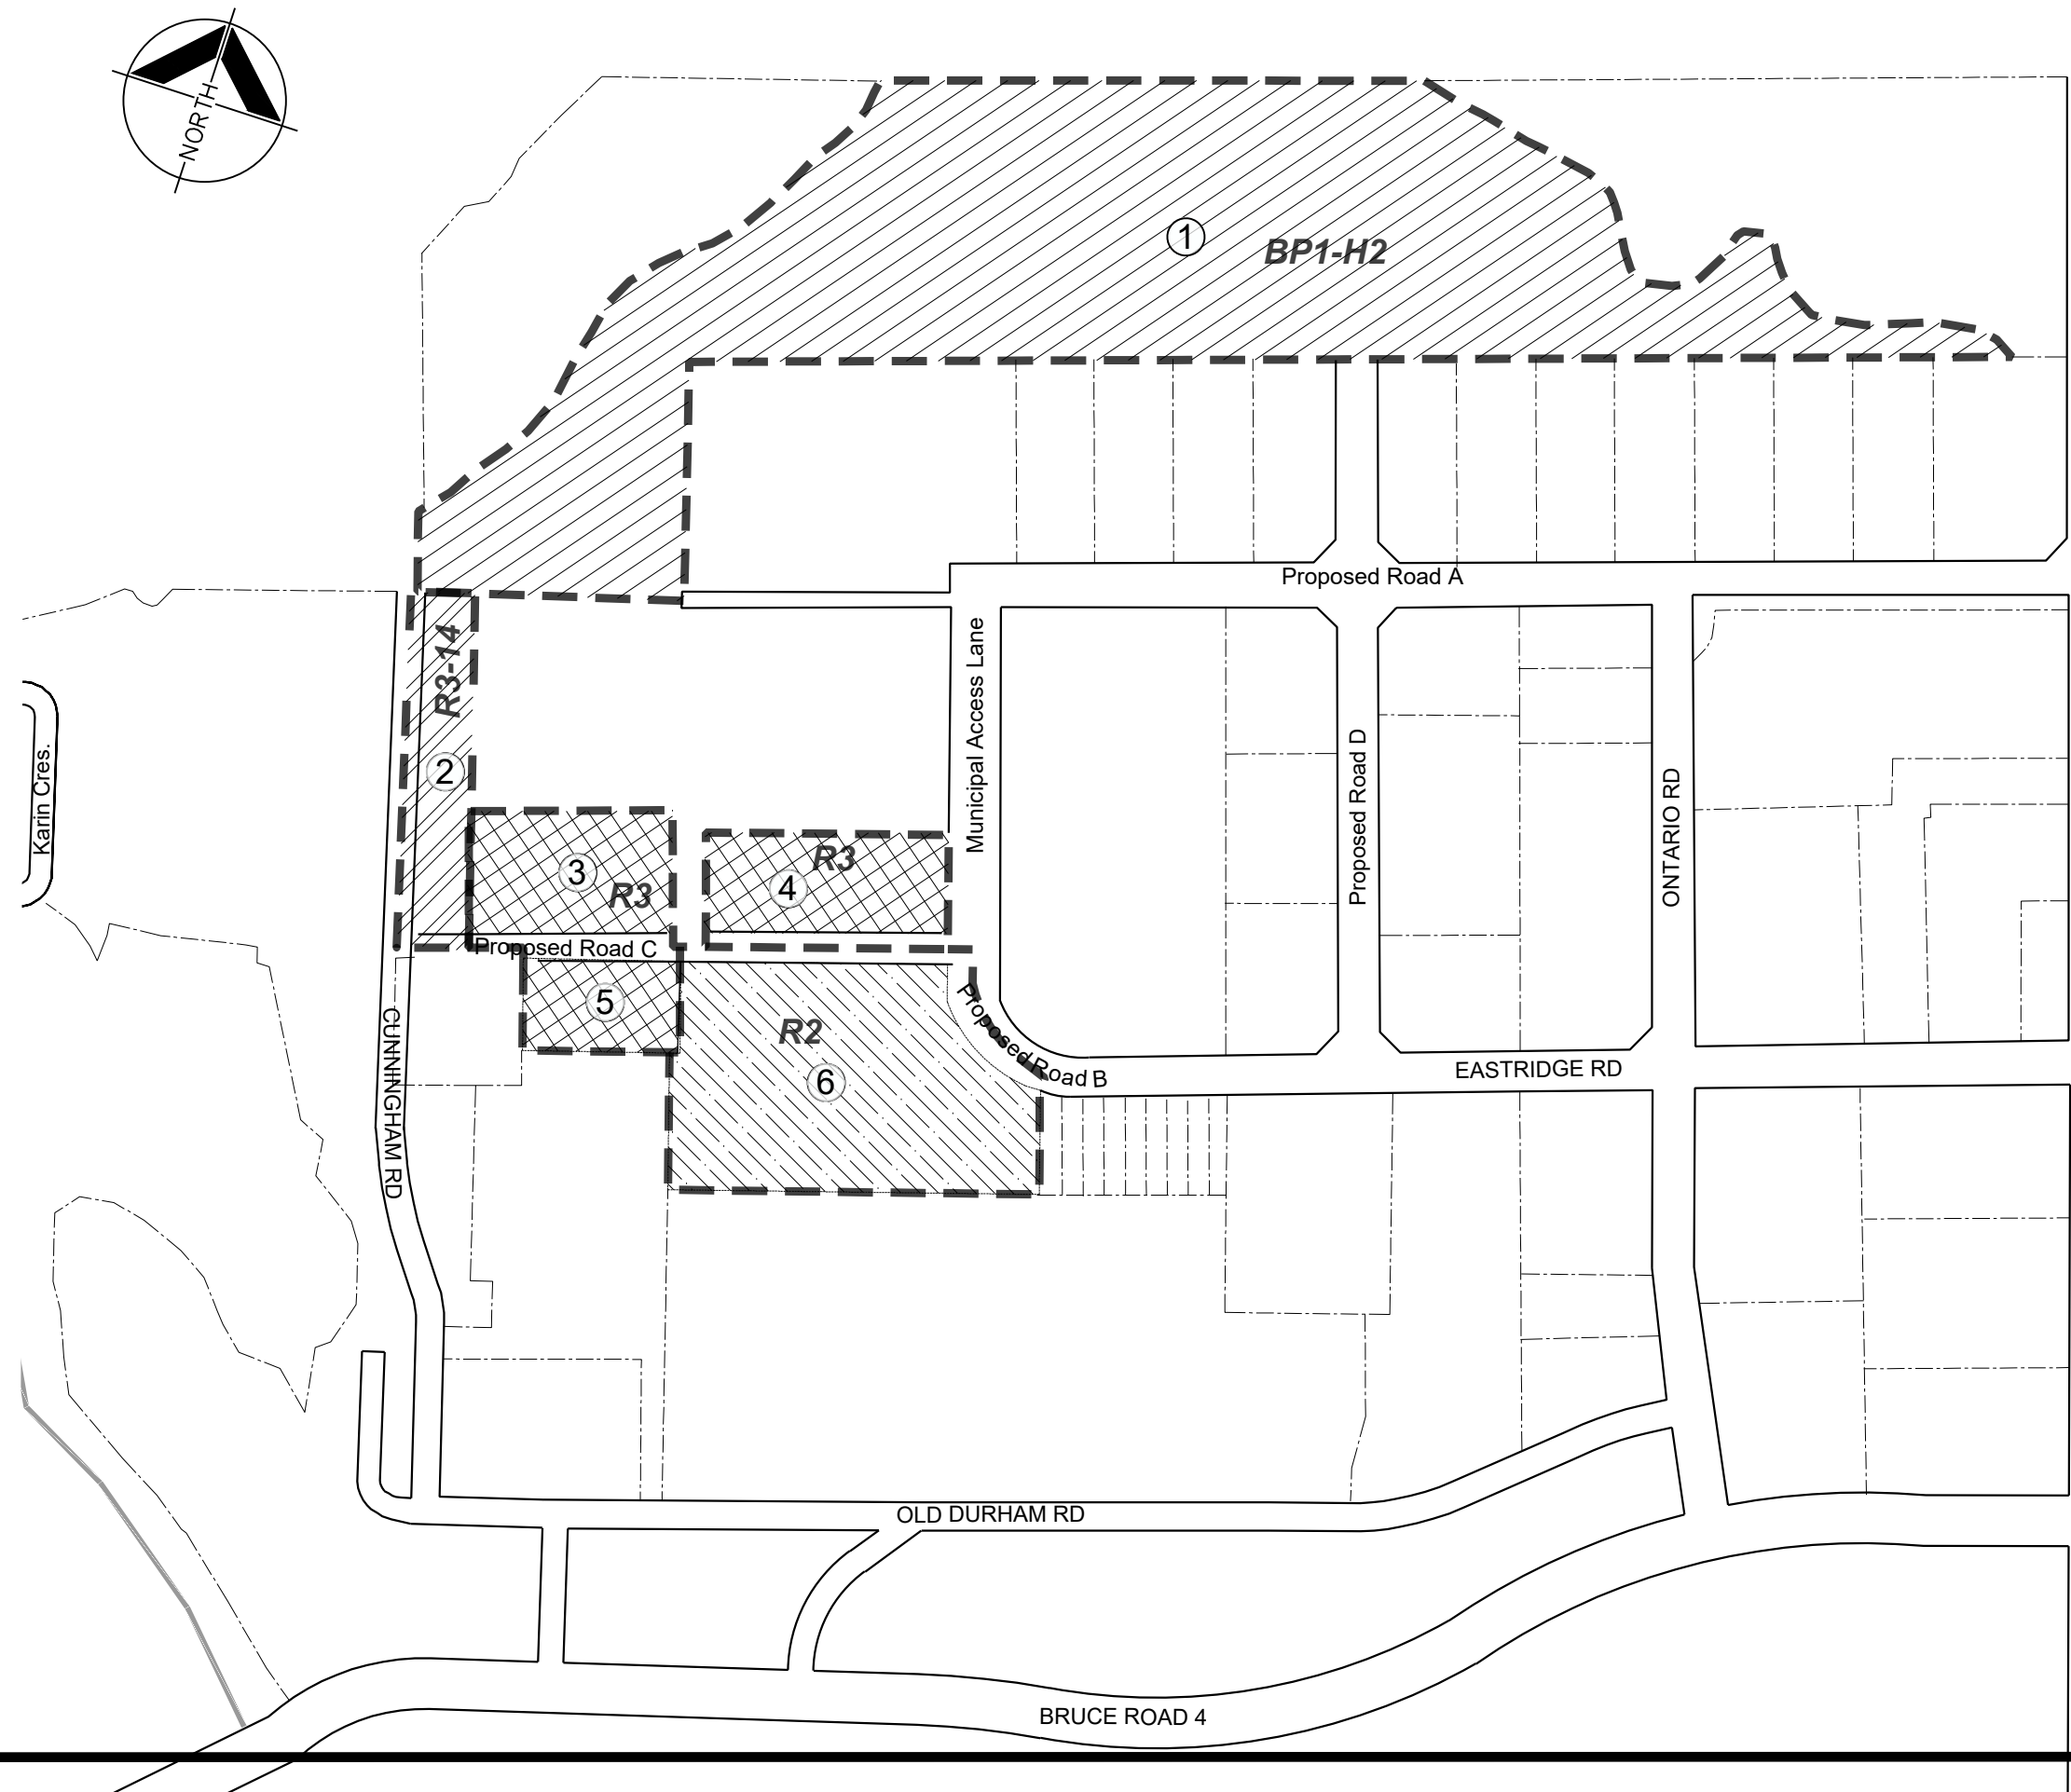 NORTH
1
BP1-H2
Proposed Road A
R3-14
Municipal Access Lane
Karin Cres.
2
Proposed Road D
ONTARIO RD
3
R3
4
R3
Proposed Road C
5
R2
6
Proposed Road B
CUNNINGHAM RD
EASTRIDGE RD
OLD DURHAM RD
BRUCE ROAD 4